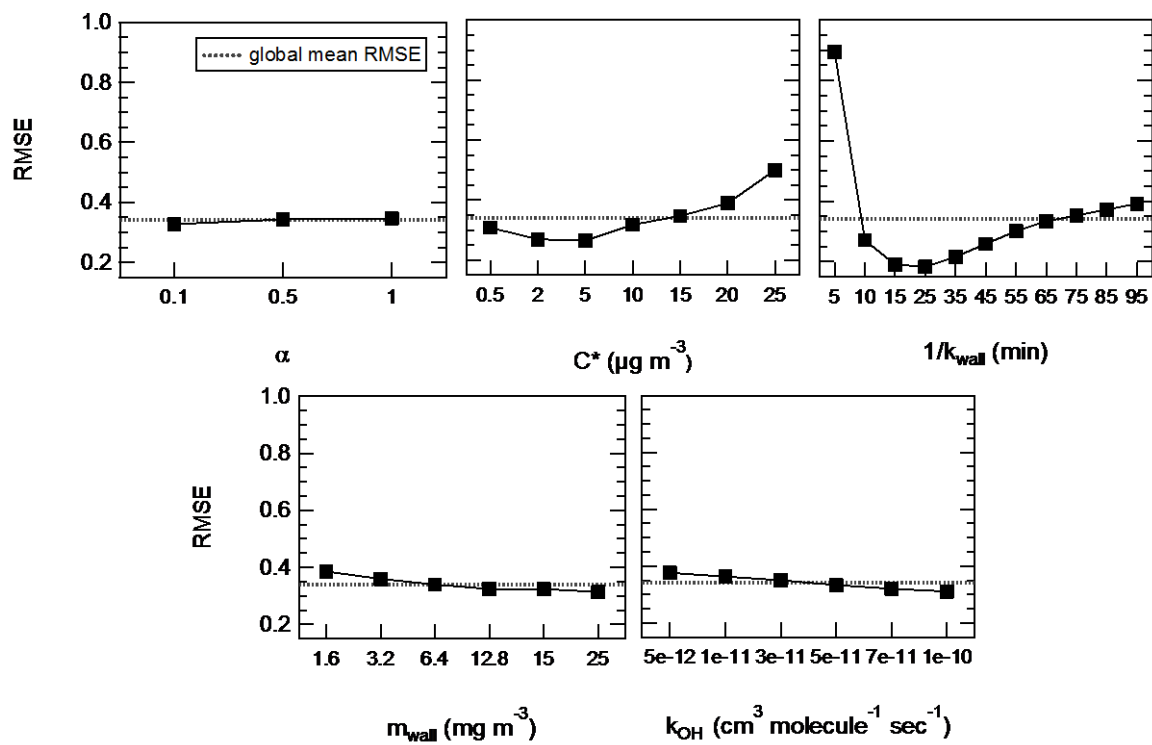 1.0
0.8
0.6
0.4
0.2
RMSE
global mean RMSE
0.1 0.5 1
α
0.5 2 5 10 15 20 25
C* (µg m⁻³)
5 10 15 25 35 45 55 65 75 85 95
1/k_wall (min)
1.0
0.8
0.6
0.4
0.2
RMSE
1.6 3.2 6.4 12.8 15 25
m_wall (mg m⁻³)
5e-12 1e-11 3e-11 5e-11 7e-11 1e-10
k_OH (cm³ molecule⁻¹ sec⁻¹)